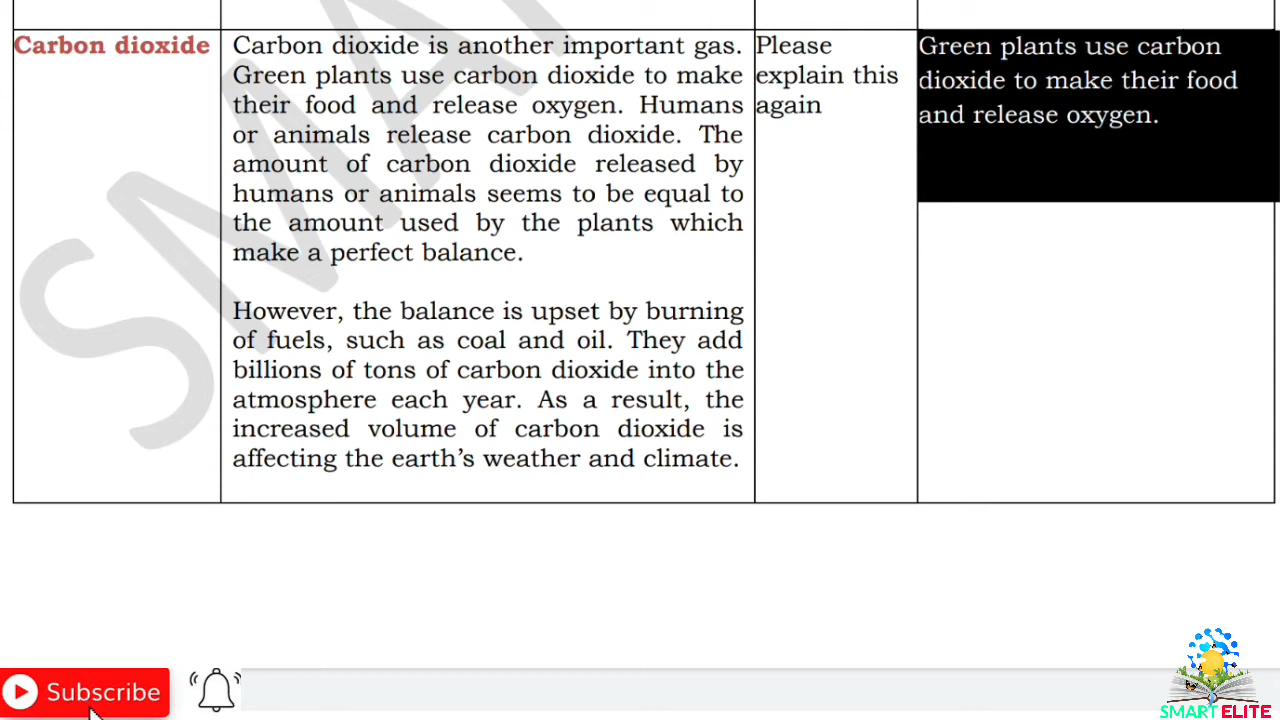 Carbon dioxide
Carbon dioxide is another important gas.
Green plants use carbon dioxide to make
their food and release oxygen. Humans
or animals release carbon dioxide. The
amount of carbon dioxide released by
humans or animals seems to be equal to
the amount used by the plants which
make a perfect balance.
However, the balance is upset by burning
of fuels, such as coal and oil. They add
billions of tons of carbon dioxide into the
atmosphere each year. As a result, the
increased volume of carbon dioxide is
affecting the earth's weather and climate.
Please
explain this
again
Green plants use carbon
dioxide to make their food
and release oxygen.
SMA
Subscribe
SMART ELITE